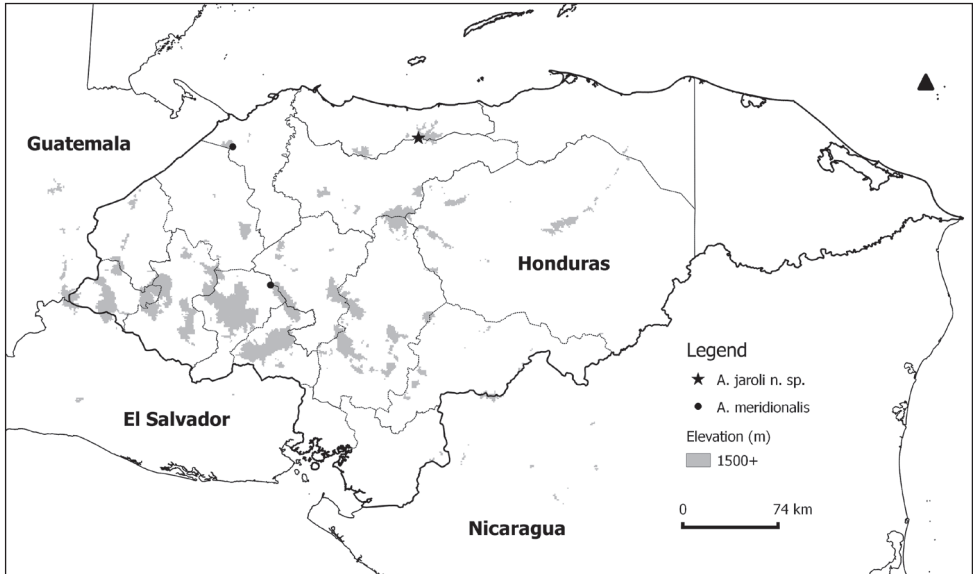 Guatemala
Honduras
Legend
A. jaroli n. sp.
A. meridionalis
El Salvador
Elevation (m)
1500+
0 74 km
Nicaragua